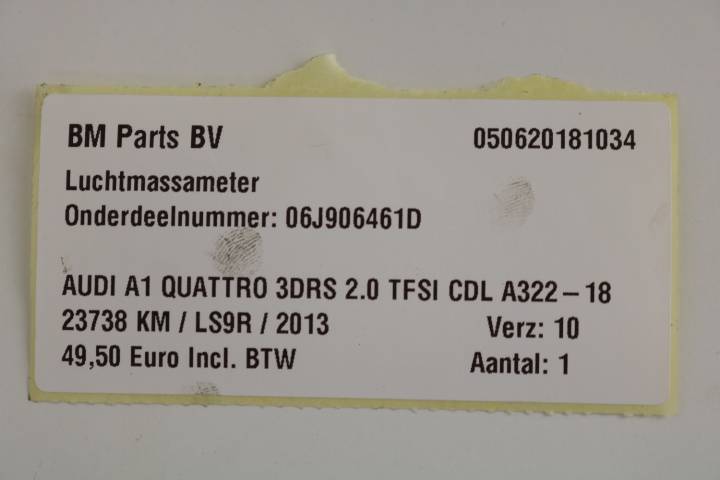 BM Parts BV 050620181034
Luchtmassameter
Onderdeelnummer: 06J906461D
AUDI A1 QUATTRO 3DRS 2.0 TFSI CDL A322-18
23738 KM / LS9R / 2013 Verz: 10
49,50 Euro Incl. BTW Aantal: 1